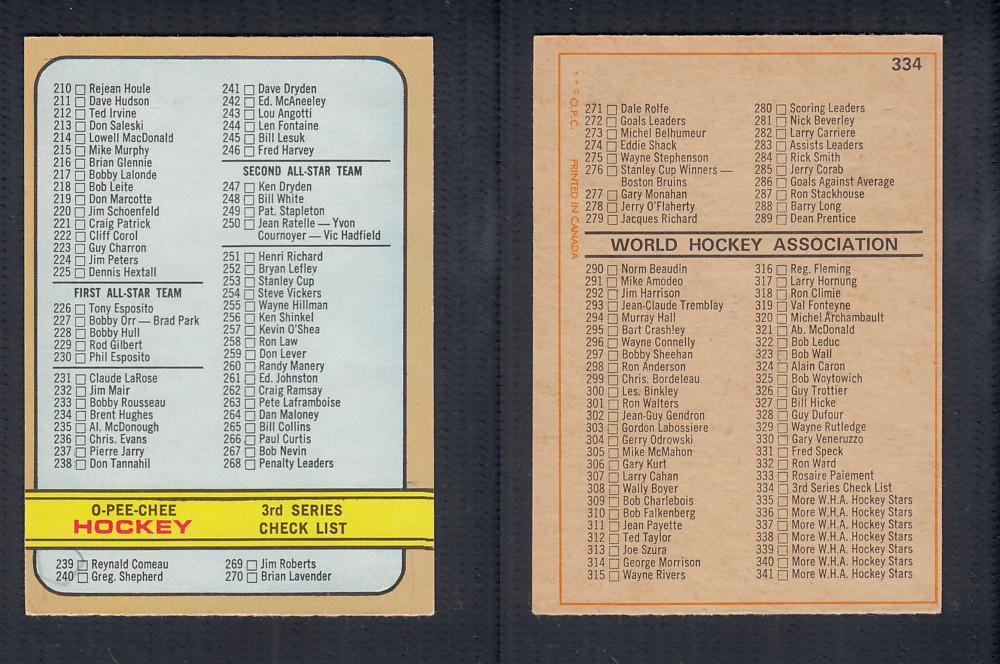 210 Rejean Houle
211 Dave Hudson
212 Ted Irvine
213 Don Saleski
214 Lowell MacDonald
215 Mike Murphy
216 Brian Glennie
217 Bobby Lalonde
218 Bob Leite
219 Don Marcotte
220 Jim Schoenfeld
221 Craig Patrick
222 Cliff Corol
223 Guy Charron
224 Jim Peters
225 Dennis Hextall
FIRST ALL-STAR TEAM
226 Tony Esposito
227 Bobby Orr — Brad Park
228 Bobby Hull
229 Rod Gilbert
230 Phil Esposito
231 Claude LaRose
232 Jim Mair
233 Bobby Rousseau
234 Brent Hughes
235 Al. McDonough
236 Chris. Evans
237 Pierre Jarry
238 Don Tannahill
241 Dave Dryden
242 Ed. McAneeley
243 Lou Angotti
244 Len Fontaine
245 Bill Lesuk
246 Fred Harvey
SECOND ALL-STAR TEAM
247 Ken Dryden
248 Bill White
249 Pat. Stapleton
250 Jean Ratelle — Yvon
Cournoyer — Vic Hadfield
251 Henri Richard
252 Bryan Lefley
253 Stanley Cup
254 Steve Vickers
255 Wayne Hillman
256 Ken Shinkel
257 Kevin O'Shea
258 Ron Law
259 Don Lever
260 Randy Manery
261 Ed. Johnston
262 Craig Ramsay
263 Pete Laframboise
264 Dan Maloney
265 Bill Collins
266 Paul Curtis
267 Bob Nevin
268 Penalty Leaders
O-PEE-CHEE
HOCKEY
3rd SERIES
CHECK LIST
239 Reynald Comeau
240 Greg. Shepherd
269 Jim Roberts
270 Brian Lavender
334
* * © O.P.C. PRINTED IN CANADA
271 Dale Rolfe
272 Goals Leaders
273 Michel Belhumeur
274 Eddie Shack
275 Wayne Stephenson
276 Stanley Cup Winners —
Boston Bruins
277 Gary Monahan
278 Jerry O'Flaherty
279 Jacques Richard
280 Scoring Leaders
281 Nick Beverley
282 Larry Carriere
283 Assists Leaders
284 Rick Smith
285 Jerry Corab
286 Goals Against Average
287 Ron Stackhouse
288 Barry Long
289 Dean Prentice
WORLD HOCKEY ASSOCIATION
290 Norm Beaudin
291 Mike Amodeo
292 Jim Harrison
293 Jean-Claude Tremblay
294 Murray Hall
295 Bart Crashley
296 Wayne Connelly
297 Bobby Sheehan
298 Ron Anderson
299 Chris. Bordeleau
300 Les. Binkley
301 Ron Walters
302 Jean-Guy Gendron
303 Gordon Labossiere
304 Gerry Odrowski
305 Mike McMahon
306 Gary Kurt
307 Larry Cahan
308 Wally Boyer
309 Bob Charlebois
310 Bob Falkenberg
311 Jean Payette
312 Ted Taylor
313 Joe Szura
314 George Morrison
315 Wayne Rivers
316 Reg. Fleming
317 Larry Hornung
318 Ron Climie
319 Val Fonteyne
320 Michel Archambault
321 Ab. McDonald
322 Bob Leduc
323 Bob Wall
324 Alain Caron
325 Bob Woytowich
326 Guy Trottier
327 Bill Hicke
328 Guy Dufour
329 Wayne Rutledge
330 Gary Veneruzzo
331 Fred Speck
332 Ron Ward
333 Rosaire Paiement
334 3rd Series Check List
335 More W.H.A. Hockey Stars
336 More W.H.A. Hockey Stars
337 More W.H.A. Hockey Stars
338 More W.H.A. Hockey Stars
339 More W.H.A. Hockey Stars
340 More W.H.A. Hockey Stars
341 More W.H.A. Hockey Stars